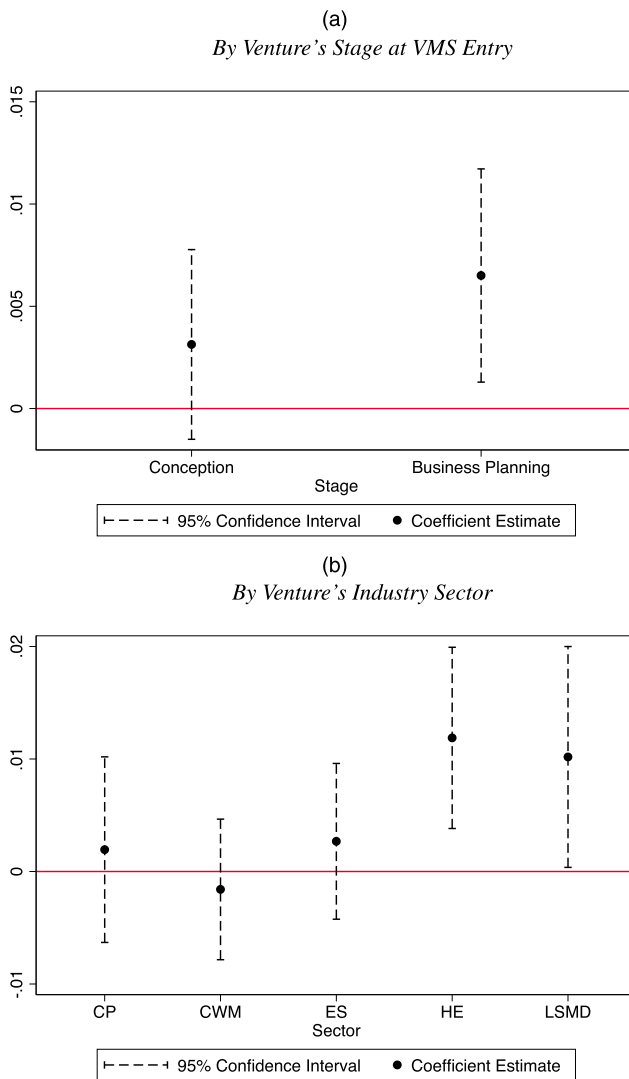 (a)
By Venture's Stage at VMS Entry
.015
.01
.005
0
Conception Business Planning
Stage
95% Confidence Interval Coefficient Estimate
(b)
By Venture's Industry Sector
.02
.01
0
-.01
CP CWM ES HE LSMD
Sector
95% Confidence Interval Coefficient Estimate